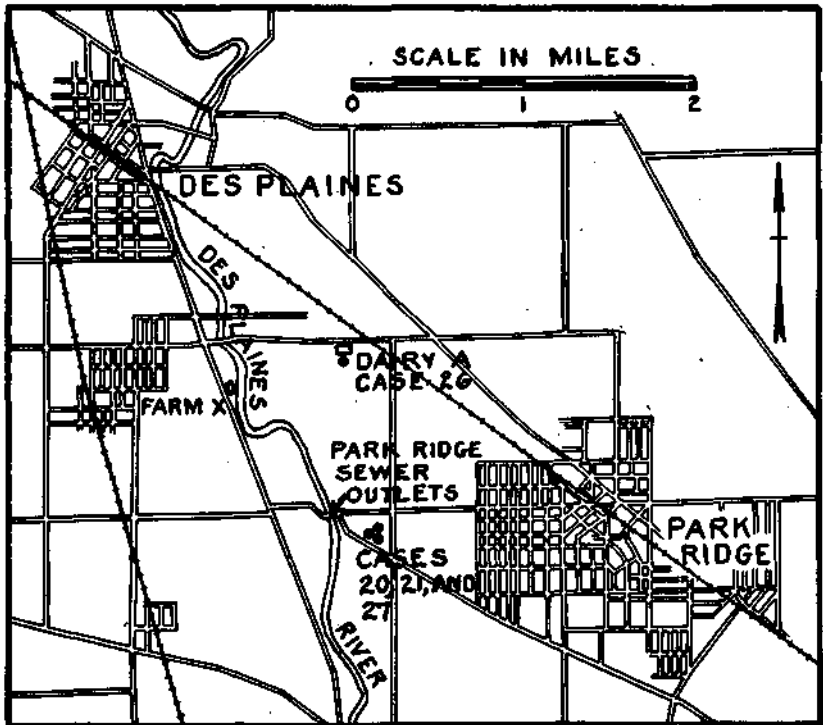 SCALE IN MILES
0 1 2
DES PLAINES
DES PLAINES
RIVER
DAIRY A
CASE 26
FARM X
PARK RIDGE
SEWER
OUTLETS
CASES
20, 21, AND
27
PARK
RIDGE